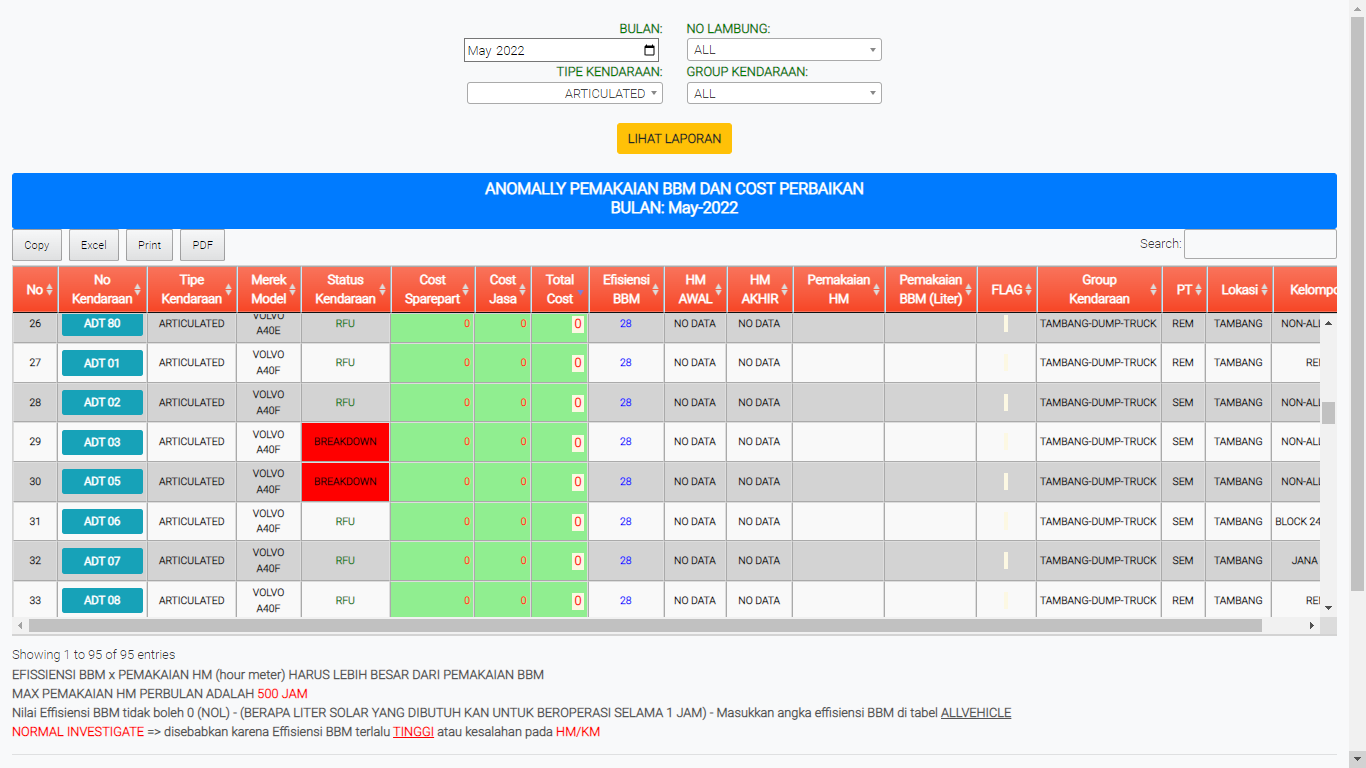 BULAN: NO LAMBUNG:
May 2022 ALL
TIPE KENDARAAN: GROUP KENDARAAN:
ARTICULATED ALL
LIHAT LAPORAN
ANOMALLY PEMAKAIAN BBM DAN COST PERBAIKAN
BULAN: May-2022
Copy Excel Print PDF Search:
No No Kendaraan Tipe Kendaraan Merek Model Status Kendaraan Cost Sparepart Cost Jasa Total Cost Efisiensi BBM HM AWAL HM AKHIR Pemakaian HM Pemakaian BBM (Liter) FLAG Group Kendaraan PT Lokasi Kelompo
26 ADT 80 ARTICULATED VOLVO A40E RFU 0 0 0 28 NO DATA NO DATA TAMBANG-DUMP-TRUCK REM TAMBANG NON-ALL
27 ADT 01 ARTICULATED VOLVO A40F RFU 0 0 0 28 NO DATA NO DATA TAMBANG-DUMP-TRUCK REM TAMBANG RE
28 ADT 02 ARTICULATED VOLVO A40F RFU 0 0 0 28 NO DATA NO DATA TAMBANG-DUMP-TRUCK SEM TAMBANG NON-ALL
29 ADT 03 ARTICULATED VOLVO A40F BREAKDOWN 0 0 0 28 NO DATA NO DATA TAMBANG-DUMP-TRUCK SEM TAMBANG NON-ALL
30 ADT 05 ARTICULATED VOLVO A40F BREAKDOWN 0 0 0 28 NO DATA NO DATA TAMBANG-DUMP-TRUCK SEM TAMBANG NON-ALL
31 ADT 06 ARTICULATED VOLVO A40F RFU 0 0 0 28 NO DATA NO DATA TAMBANG-DUMP-TRUCK SEM TAMBANG BLOCK 24
32 ADT 07 ARTICULATED VOLVO A40F RFU 0 0 0 28 NO DATA NO DATA TAMBANG-DUMP-TRUCK SEM TAMBANG JANA
33 ADT 08 ARTICULATED VOLVO A40F RFU 0 0 0 28 NO DATA NO DATA TAMBANG-DUMP-TRUCK REM TAMBANG RE
Showing 1 to 95 of 95 entries
EFISSIENSI BBM x PEMAKAIAN HM (hour meter) HARUS LEBIH BESAR DARI PEMAKAIAN BBM
MAX PEMAKAIAN HM PERBULAN ADALAH 500 JAM
Nilai Effisiensi BBM tidak boleh 0 (NOL) - (BERAPA LITER SOLAR YANG DIBUTUH KAN UNTUK BEROPERASI SELAMA 1 JAM) - Masukkan angka effisiensi BBM di tabel ALLVEHICLE
NORMAL INVESTIGATE => disebabkan karena Effisiensi BBM terlalu TINGGI atau kesalahan pada HM/KM